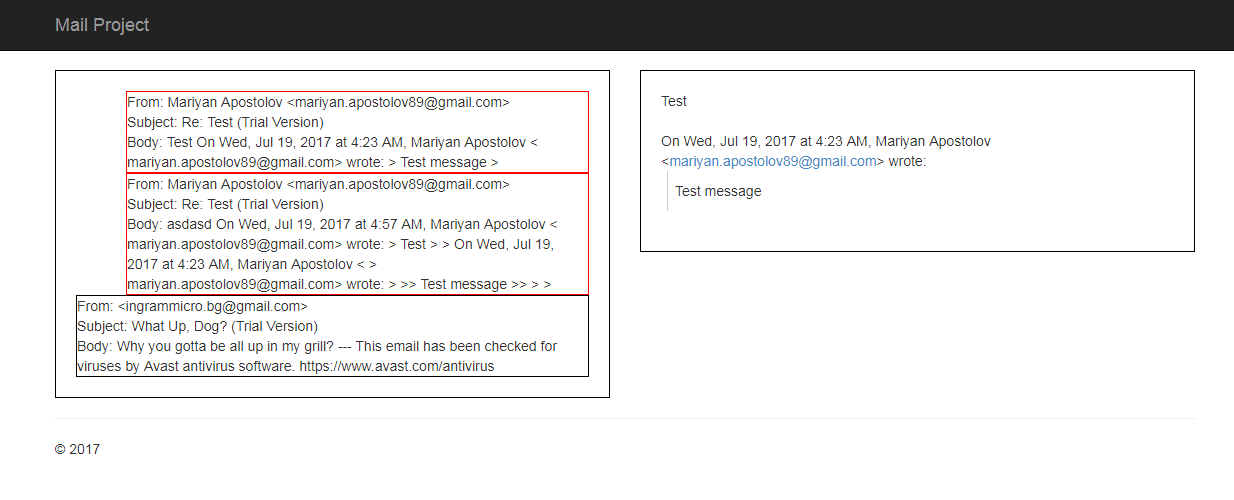 Mail Project
From: Mariyan Apostolov <mariyan.apostolov89@gmail.com>
Subject: Re: Test (Trial Version)
Body: Test On Wed, Jul 19, 2017 at 4:23 AM, Mariyan Apostolov <
mariyan.apostolov89@gmail.com> wrote: > Test message >
From: Mariyan Apostolov <mariyan.apostolov89@gmail.com>
Subject: Re: Test (Trial Version)
Body: asdasd On Wed, Jul 19, 2017 at 4:57 AM, Mariyan Apostolov <
mariyan.apostolov89@gmail.com> wrote: > Test > > On Wed, Jul 19,
2017 at 4:23 AM, Mariyan Apostolov < >
mariyan.apostolov89@gmail.com> wrote: > >> Test message >> > >
From: <ingrammicro.bg@gmail.com>
Subject: What Up, Dog? (Trial Version)
Body: Why you gotta be all up in my grill? --- This email has been checked for
viruses by Avast antivirus software. https://www.avast.com/antivirus
Test
On Wed, Jul 19, 2017 at 4:23 AM, Mariyan Apostolov
<mariyan.apostolov89@gmail.com> wrote:
Test message
© 2017